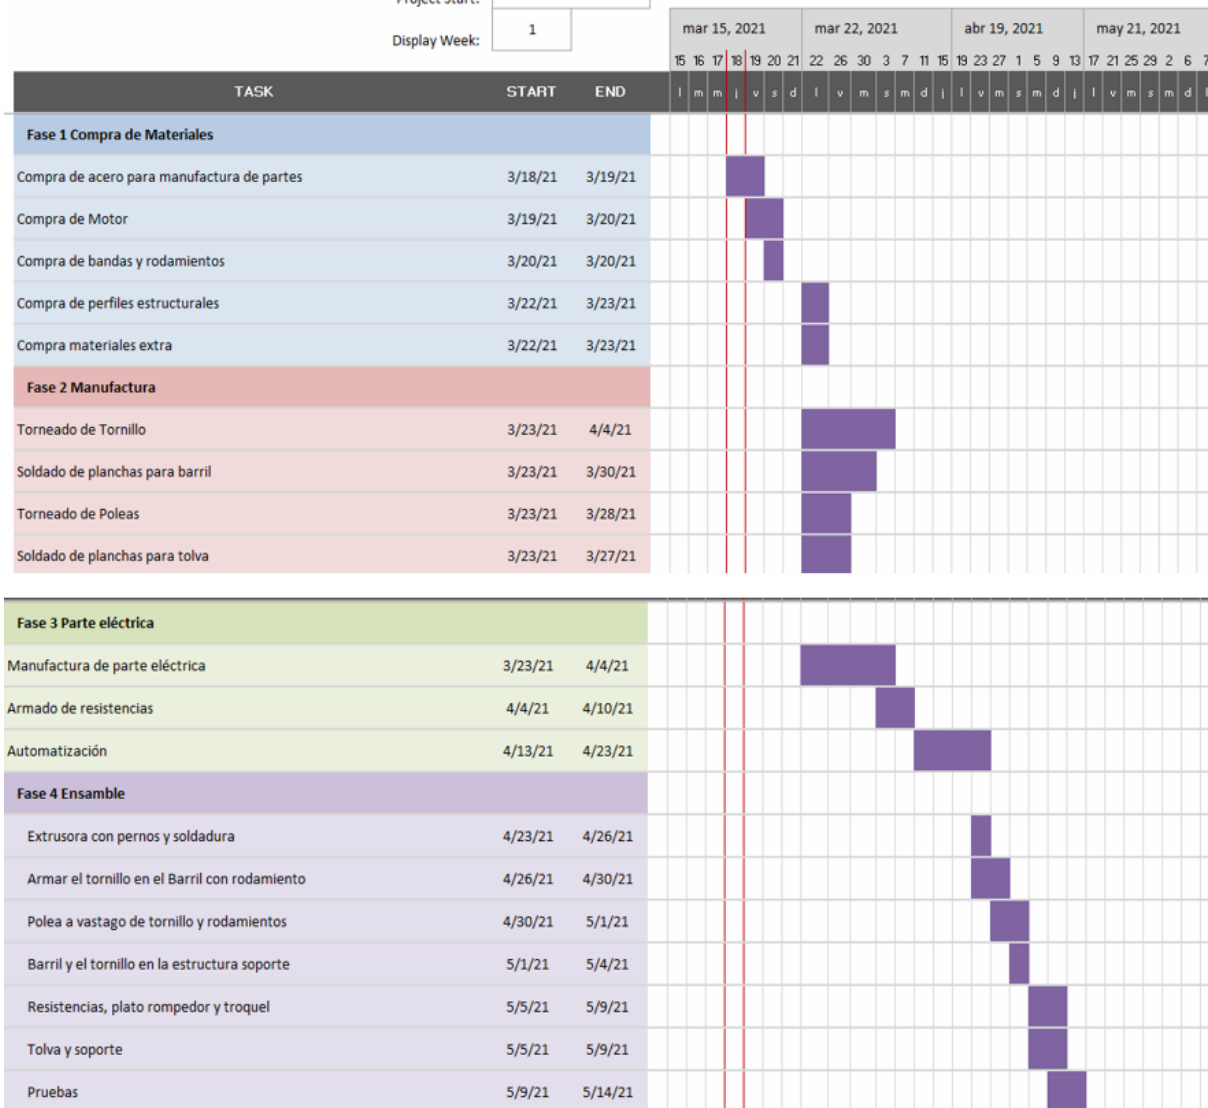 Project Start:
Display Week: 1
mar 15, 2021 mar 22, 2021 abr 19, 2021 may 21, 2021
15 16 17 18 19 20 21 22 26 30 3 7 11 15 19 23 27 1 5 9 13 17 21 25 29 2 6 7
TASK START END l m m j v s d l v m s m d j l v m s m d j l v m s m d l
Fase 1 Compra de Materiales
Compra de acero para manufactura de partes 3/18/21 3/19/21
Compra de Motor 3/19/21 3/20/21
Compra de bandas y rodamientos 3/20/21 3/20/21
Compra de perfiles estructurales 3/22/21 3/23/21
Compra materiales extra 3/22/21 3/23/21
Fase 2 Manufactura
Torneado de Tornillo 3/23/21 4/4/21
Soldado de planchas para barril 3/23/21 3/30/21
Torneado de Poleas 3/23/21 3/28/21
Soldado de planchas para tolva 3/23/21 3/27/21
Fase 3 Parte eléctrica
Manufactura de parte eléctrica 3/23/21 4/4/21
Armado de resistencias 4/4/21 4/10/21
Automatización 4/13/21 4/23/21
Fase 4 Ensamble
Extrusora con pernos y soldadura 4/23/21 4/26/21
Armar el tornillo en el Barril con rodamiento 4/26/21 4/30/21
Polea a vastago de tornillo y rodamientos 4/30/21 5/1/21
Barril y el tornillo en la estructura soporte 5/1/21 5/4/21
Resistencias, plato rompedor y troquel 5/5/21 5/9/21
Tolva y soporte 5/5/21 5/9/21
Pruebas 5/9/21 5/14/21